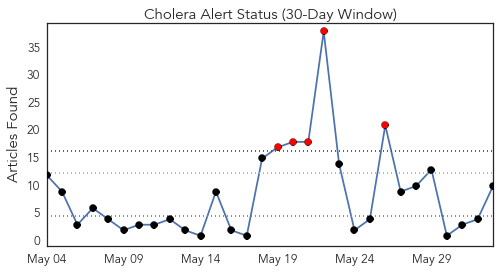 Cholera Alert Status (30-Day Window)
Articles Found
35
30
25
20
15
10
5
0
May 04 May 09 May 14 May 19 May 24 May 29